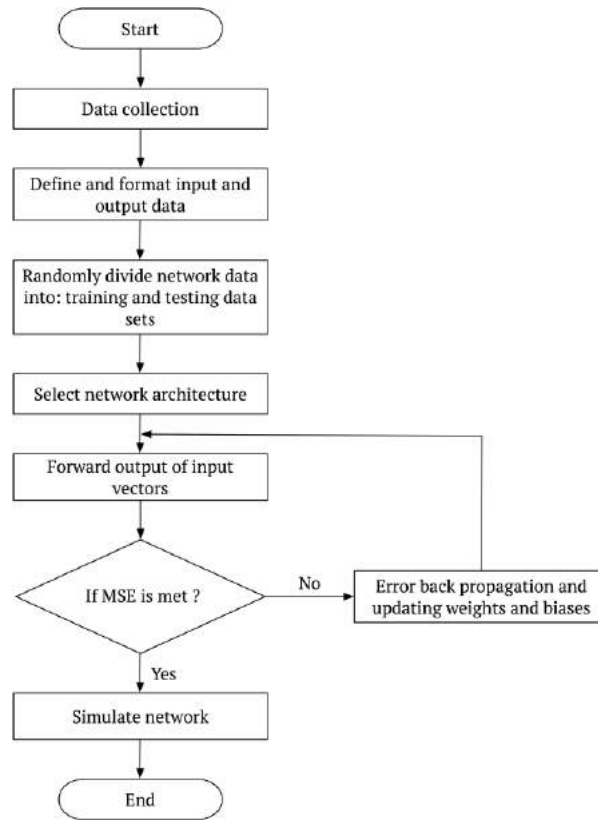 Start
Data collection
Define and format input and
output data
Randomly divide network data
into: training and testing data
sets
Select network architecture
Forward output of input
vectors
If MSE is met ?
No
Error back propagation and
updating weights and biases
Yes
Simulate network
End